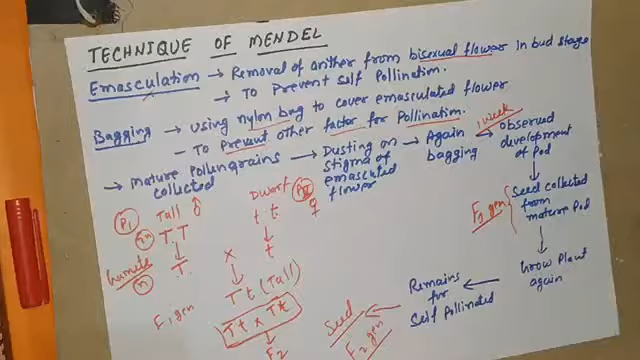 TECHNIQUE OF MENDEL
Emasculation → Removal of anther from bisexual flower in bud stage
→ To Prevent Self Pollination.
Bagging → Using nylon bag to cover emasculated flower
→ To Prevent other factor for Pollination.
→ Mature Pollengrains collected → Dusting on stigma of emasculated flower → Again bagging
1 week
Observed development of Pod
F1 gen
Seed collected from mature Pod
Grow Plant again
Remains for Self Pollinated
Seed
F2 gen
P1 Tall ♂ Dwarf P2 ♀
2n T T t t
Gamete n T x t
F1 gen Tt (Tall)
Tt x Tt
F2